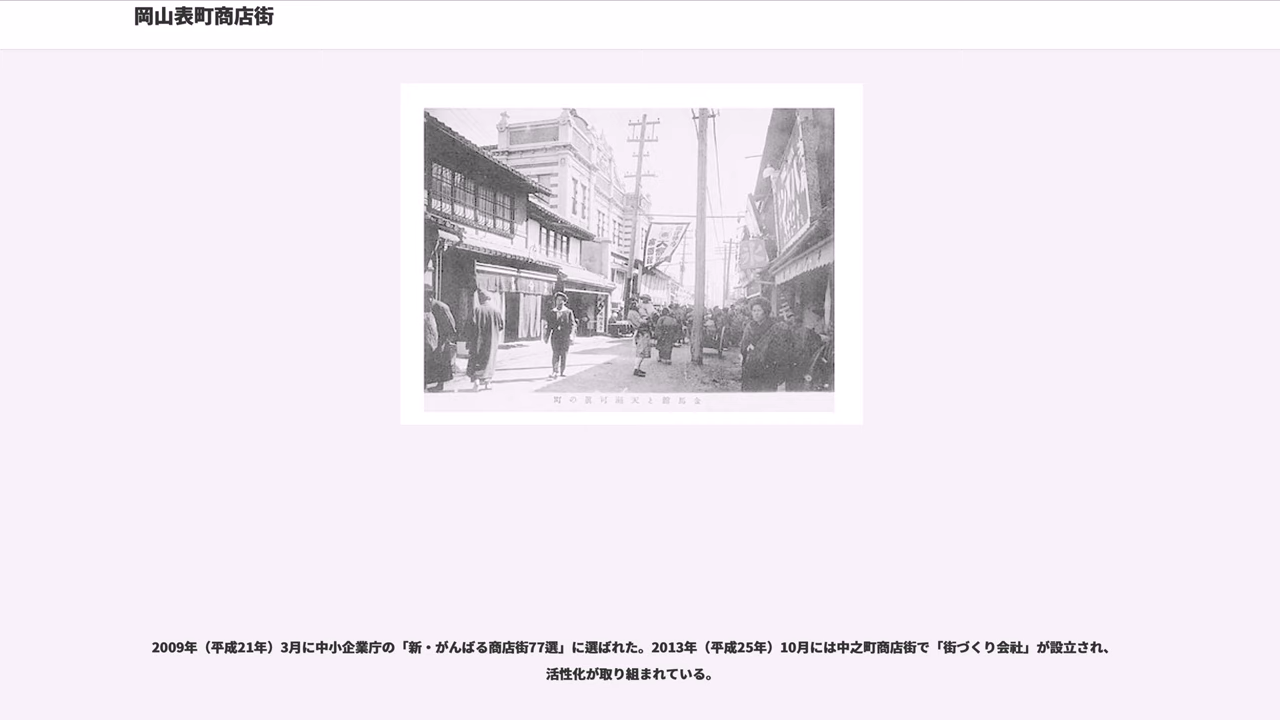 岡山表町商店街
2009年（平成21年）3月に中小企業庁の「新・がんばる商店街77選」に選ばれた。2013年（平成25年）10月には中之町商店街で「街づくり会社」が設立され、
活性化が取り組まれている。